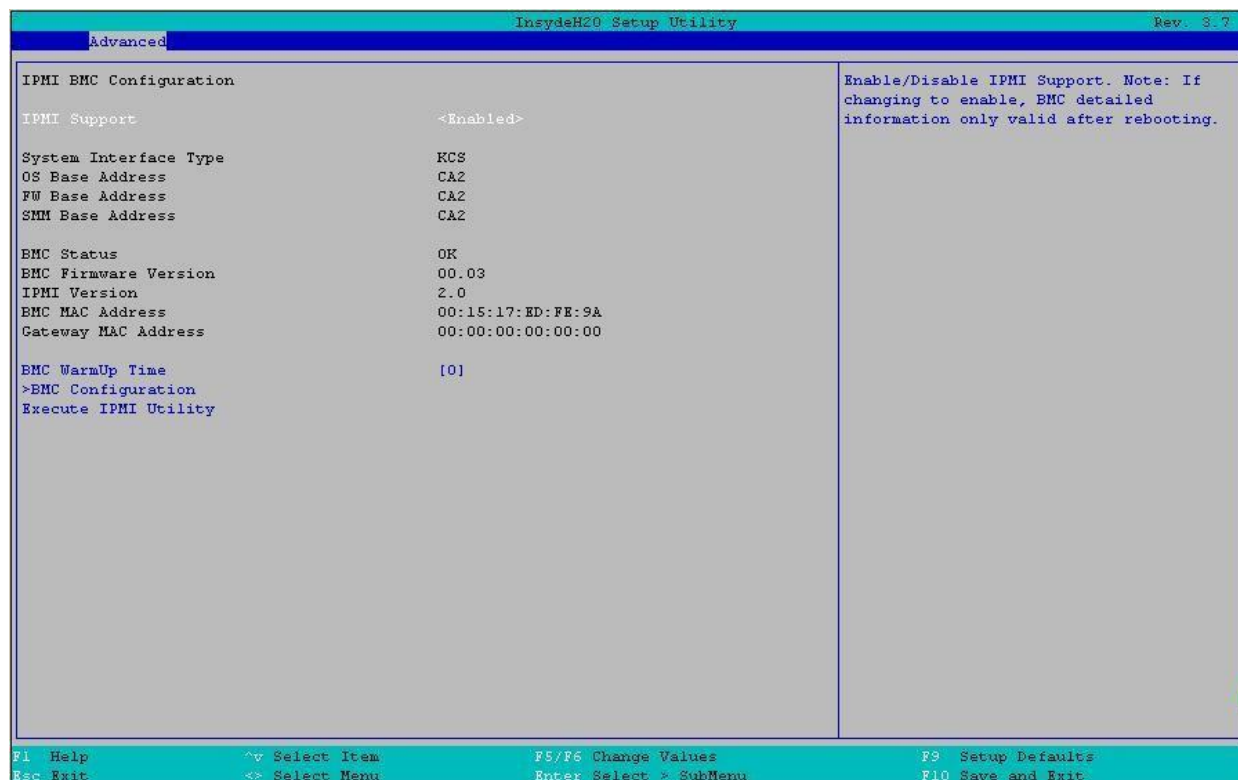 InsydeH20 Setup Utility Rev. 3.7
Advanced
IPMI BMC Configuration
IPMI Support <Enabled>
System Interface Type KCS
OS Base Address CA2
FW Base Address CA2
SMM Base Address CA2
BMC Status OK
BMC Firmware Version 00.03
IPMI Version 2.0
BMC MAC Address 00:15:17:ED:FE:9A
Gateway MAC Address 00:00:00:00:00:00
BMC WarmUp Time [0]
>BMC Configuration
Execute IPMI Utility
Enable/Disable IPMI Support. Note: If
changing to enable, BMC detailed
information only valid after rebooting.
F1 Help ^v Select Item F5/F6 Change Values F9 Setup Defaults
Esc Exit <> Select Menu Enter Select > SubMenu F10 Save and Exit